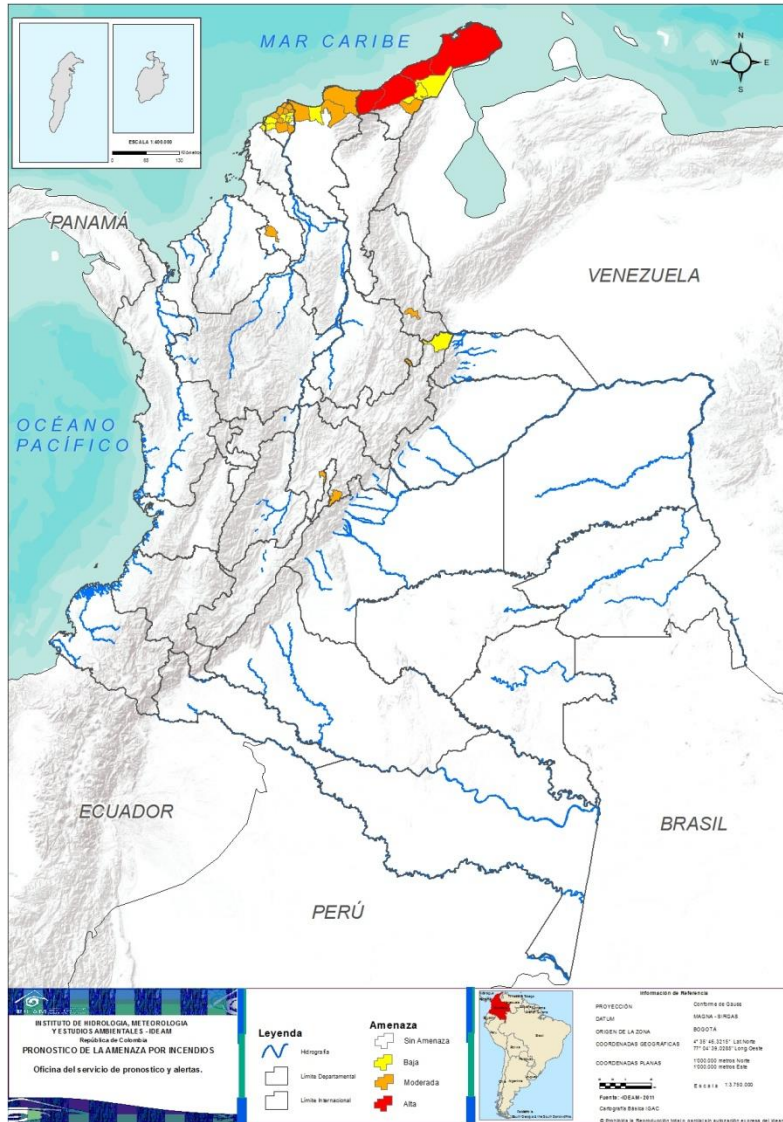 MAR CARIBE
N
W
E
S
ESCALA 1:400.000
PANAMÁ
VENEZUELA
OCÉANO
PACÍFICO
ECUADOR
BRASIL
PERÚ
INSTITUTO DE HIDROLOGIA, METEOROLOGIA
Y ESTUDIOS AMBIENTALES - IDEAM
República de Colombia
PRONOSTICO DE LA AMENAZA POR INCENDIOS
Oficina del servicio de pronostico y alertas.
Leyenda
Hidrografía
Límite Departamental
Límite Internacional
Amenaza
Sin Amenaza
Baja
Moderada
Alta
Información de Referencia
PROYECCIÓN Conforme de Gauss
DATUM MAGNA - SIRGAS
ORIGEN DE LA ZONA BOGOTÁ
COORDENADAS GEOGRAFICAS
COORDENADAS PLANAS 1'000.000 metros Norte
1'000.000 metros Este
Escala 1:3.750.000
Fuente: -IDEAM- 2011
Cartografía Básica IGAC